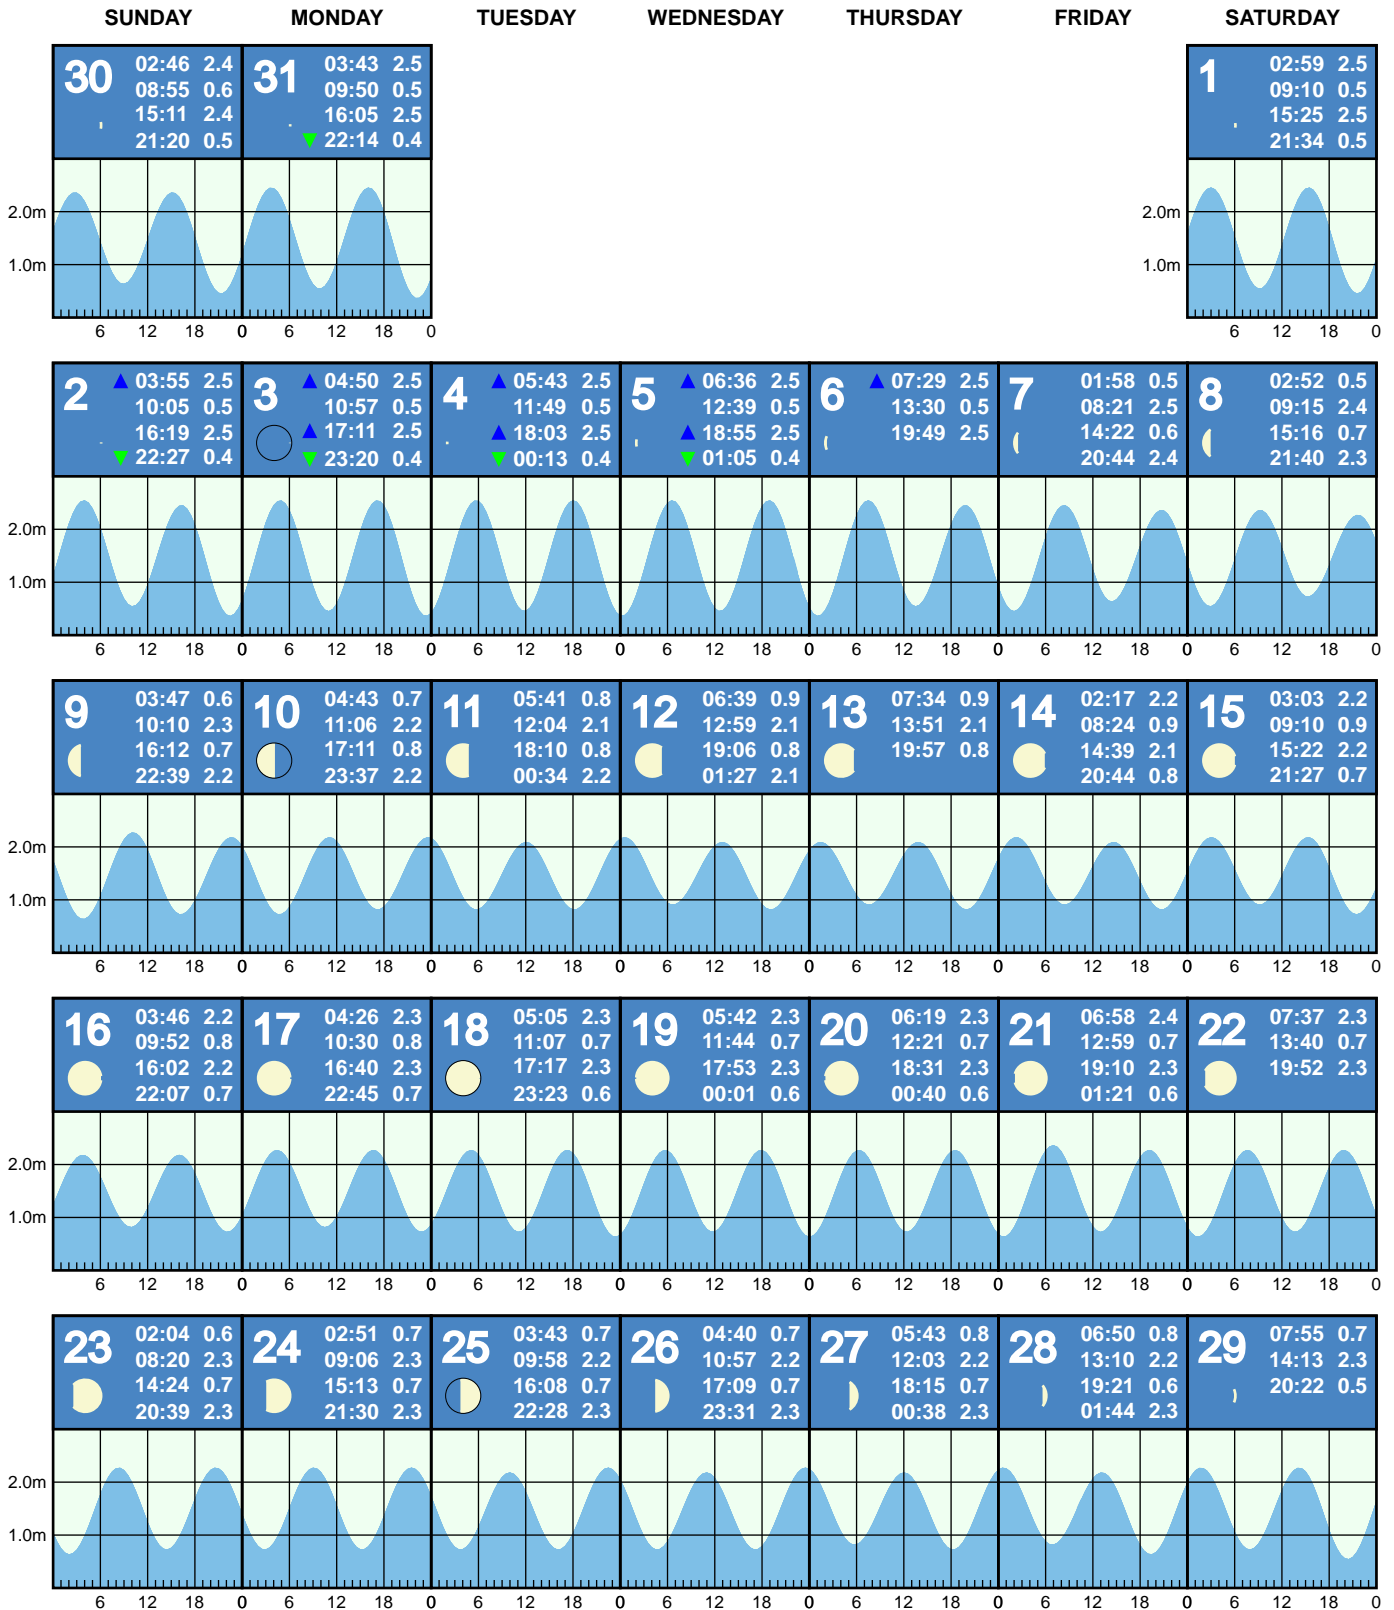 SUNDAY MONDAY TUESDAY WEDNESDAY THURSDAY FRIDAY SATURDAY
30 02:46 2.4
08:55 0.6
15:11 2.4
21:20 0.5
31 03:43 2.5
09:50 0.5
16:05 2.5
▼ 22:14 0.4
1 02:59 2.5
09:10 0.5
15:25 2.5
21:34 0.5
2.0m 2.0m
1.0m 1.0m
6 12 18 0 6 12 18 0 6 12 18 0
2 ▲ 03:55 2.5
10:05 0.5
16:19 2.5
▼ 22:27 0.4
3 ▲ 04:50 2.5
10:57 0.5
▲ 17:11 2.5
▼ 23:20 0.4
4 ▲ 05:43 2.5
11:49 0.5
▲ 18:03 2.5
▼ 00:13 0.4
5 ▲ 06:36 2.5
12:39 0.5
▲ 18:55 2.5
▼ 01:05 0.4
6 ▲ 07:29 2.5
13:30 0.5
19:49 2.5
7 01:58 0.5
08:21 2.5
14:22 0.6
20:44 2.4
8 02:52 0.5
09:15 2.4
15:16 0.7
21:40 2.3
2.0m
1.0m
6 12 18 0 6 12 18 0 6 12 18 0 6 12 18 0 6 12 18 0 6 12 18 0 6 12 18 0
9 03:47 0.6
10:10 2.3
16:12 0.7
22:39 2.2
10 04:43 0.7
11:06 2.2
17:11 0.8
23:37 2.2
11 05:41 0.8
12:04 2.1
18:10 0.8
00:34 2.2
12 06:39 0.9
12:59 2.1
19:06 0.8
01:27 2.1
13 07:34 0.9
13:51 2.1
19:57 0.8
14 02:17 2.2
08:24 0.9
14:39 2.1
20:44 0.8
15 03:03 2.2
09:10 0.9
15:22 2.2
21:27 0.7
2.0m
1.0m
6 12 18 0 6 12 18 0 6 12 18 0 6 12 18 0 6 12 18 0 6 12 18 0 6 12 18 0
16 03:46 2.2
09:52 0.8
16:02 2.2
22:07 0.7
17 04:26 2.3
10:30 0.8
16:40 2.3
22:45 0.7
18 05:05 2.3
11:07 0.7
17:17 2.3
23:23 0.6
19 05:42 2.3
11:44 0.7
17:53 2.3
00:01 0.6
20 06:19 2.3
12:21 0.7
18:31 2.3
00:40 0.6
21 06:58 2.4
12:59 0.7
19:10 2.3
01:21 0.6
22 07:37 2.3
13:40 0.7
19:52 2.3
2.0m
1.0m
6 12 18 0 6 12 18 0 6 12 18 0 6 12 18 0 6 12 18 0 6 12 18 0 6 12 18 0
23 02:04 0.6
08:20 2.3
14:24 0.7
20:39 2.3
24 02:51 0.7
09:06 2.3
15:13 0.7
21:30 2.3
25 03:43 0.7
09:58 2.2
16:08 0.7
22:28 2.3
26 04:40 0.7
10:57 2.2
17:09 0.7
23:31 2.3
27 05:43 0.8
12:03 2.2
18:15 0.7
00:38 2.3
28 06:50 0.8
13:10 2.2
19:21 0.6
01:44 2.3
29 07:55 0.7
14:13 2.3
20:22 0.5
2.0m
1.0m
6 12 18 0 6 12 18 0 6 12 18 0 6 12 18 0 6 12 18 0 6 12 18 0 6 12 18 0